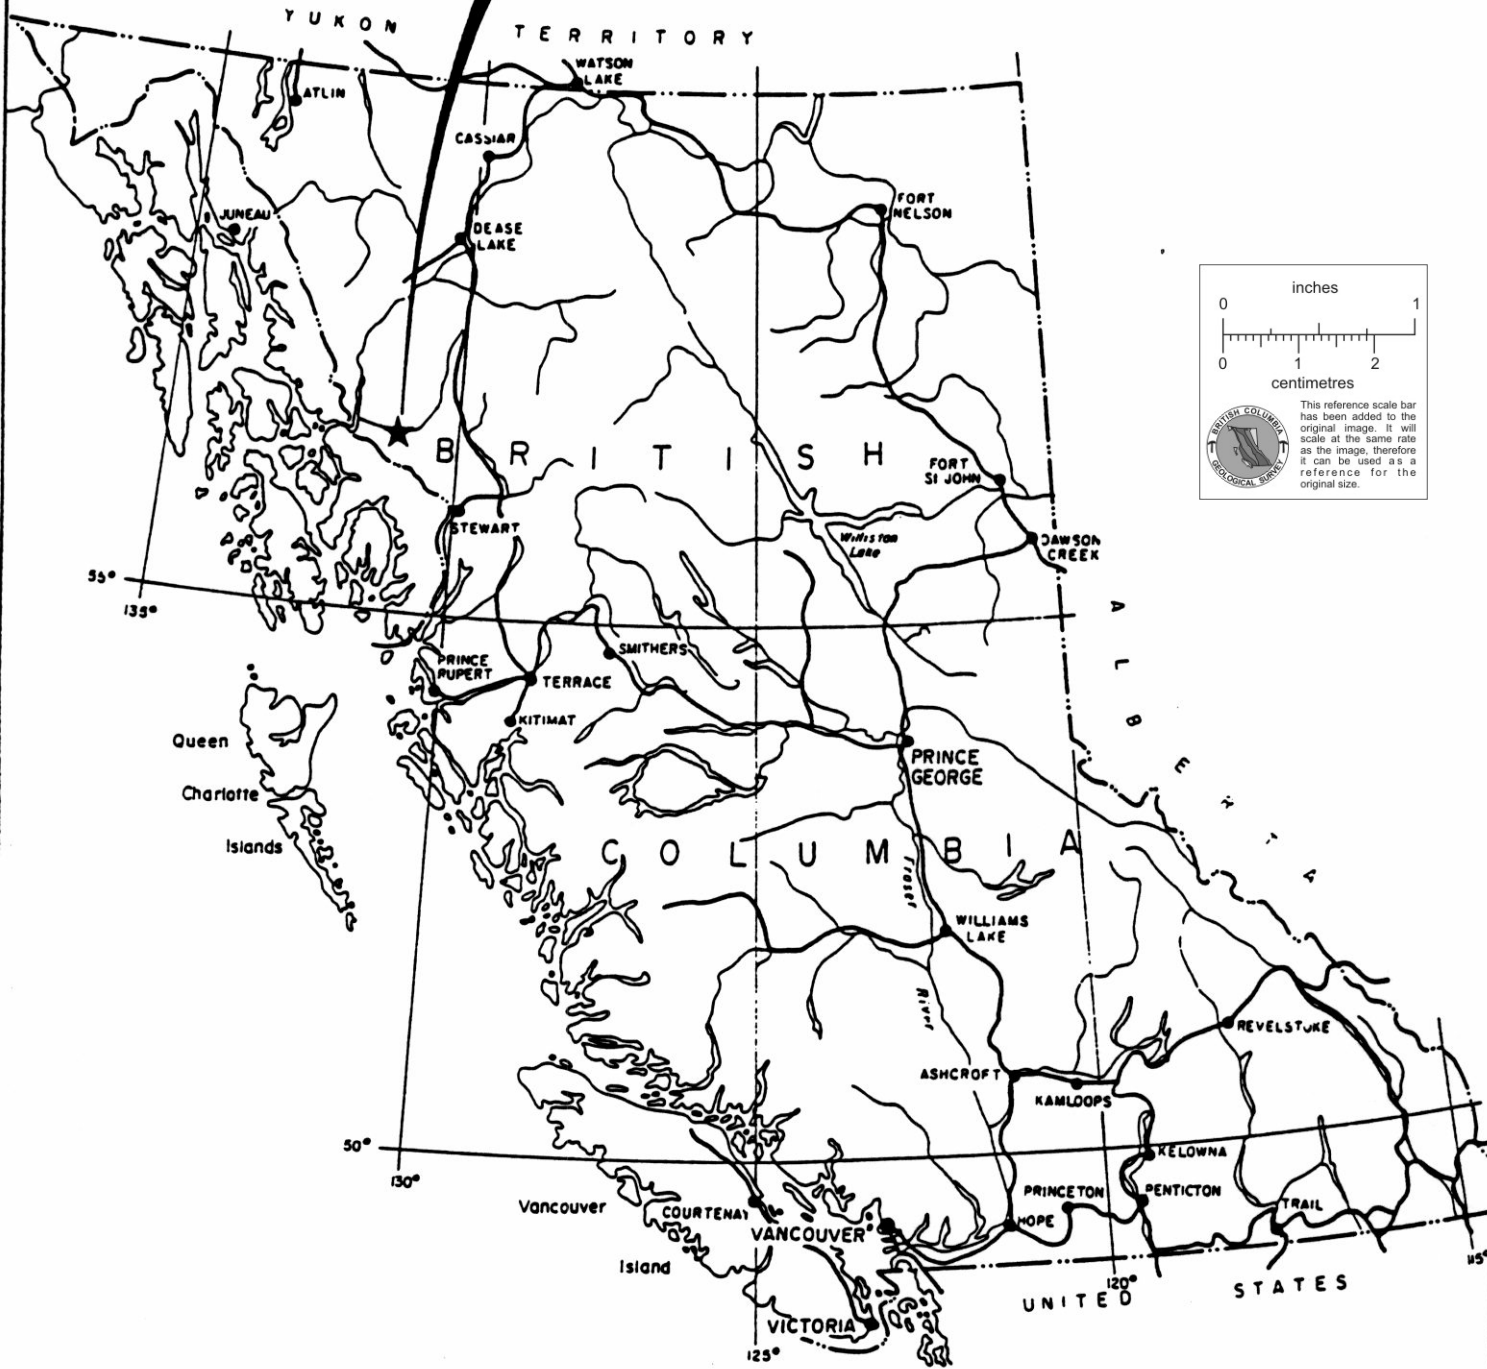 YUKON TERRITORY
WATSON
LAKE
ATLIN
CASSIAR
FORT
NELSON
JUNEAU
DEASE
LAKE
inches
0 1
0 1 2
centimetres
BRITISH COLUMBIA
GEOLOGICAL SURVEY
This reference scale bar
has been added to the
original image. It will
scale at the same rate
as the image, therefore
it can be used as a
reference for the
original size.
BRITISH
FORT
ST JOHN
STEWART
Williston
Lake
DAWSON
CREEK
55°
135°
ALBERTA
SMITHERS
PRINCE
RUPERT
TERRACE
KITIMAT
Queen
Charlotte
Islands
PRINCE
GEORGE
COLUMBIA
Fraser
River
WILLIAMS
LAKE
REVELSTOKE
ASHCROFT
KAMLOOPS
50°
130°
KELOWNA
PRINCETON
PENTICTON
Vancouver
Island
COURTENAY
TRAIL
HOPE
VANCOUVER
115°
120°
UNITED STATES
VICTORIA
125°